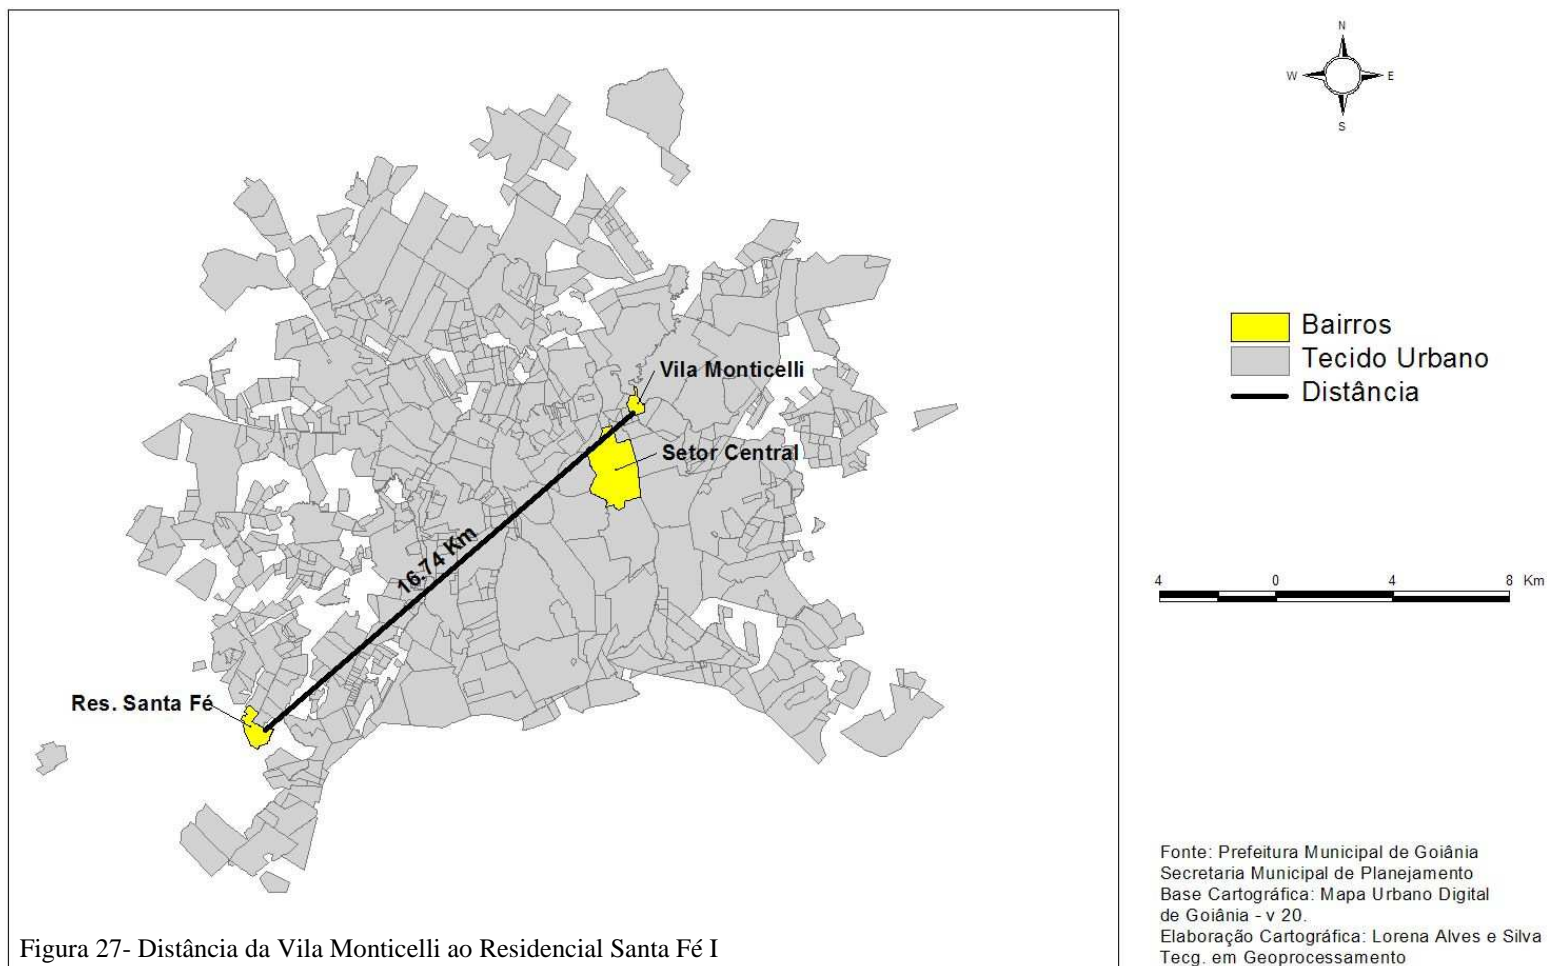 N
W E
S
Bairros
Tecido Urbano
Distância
Vila Monticelli
Setor Central
16.74 Km
Res. Santa Fé
4 0 4 8 Km
Fonte: Prefeitura Municipal de Goiânia
Secretaria Municipal de Planejamento
Base Cartográfica: Mapa Urbano Digital
de Goiânia - v 20.
Elaboração Cartográfica: Lorena Alves e Silva
Tecg. em Geoprocessamento
Figura 27- Distância da Vila Monticelli ao Residencial Santa Fé I